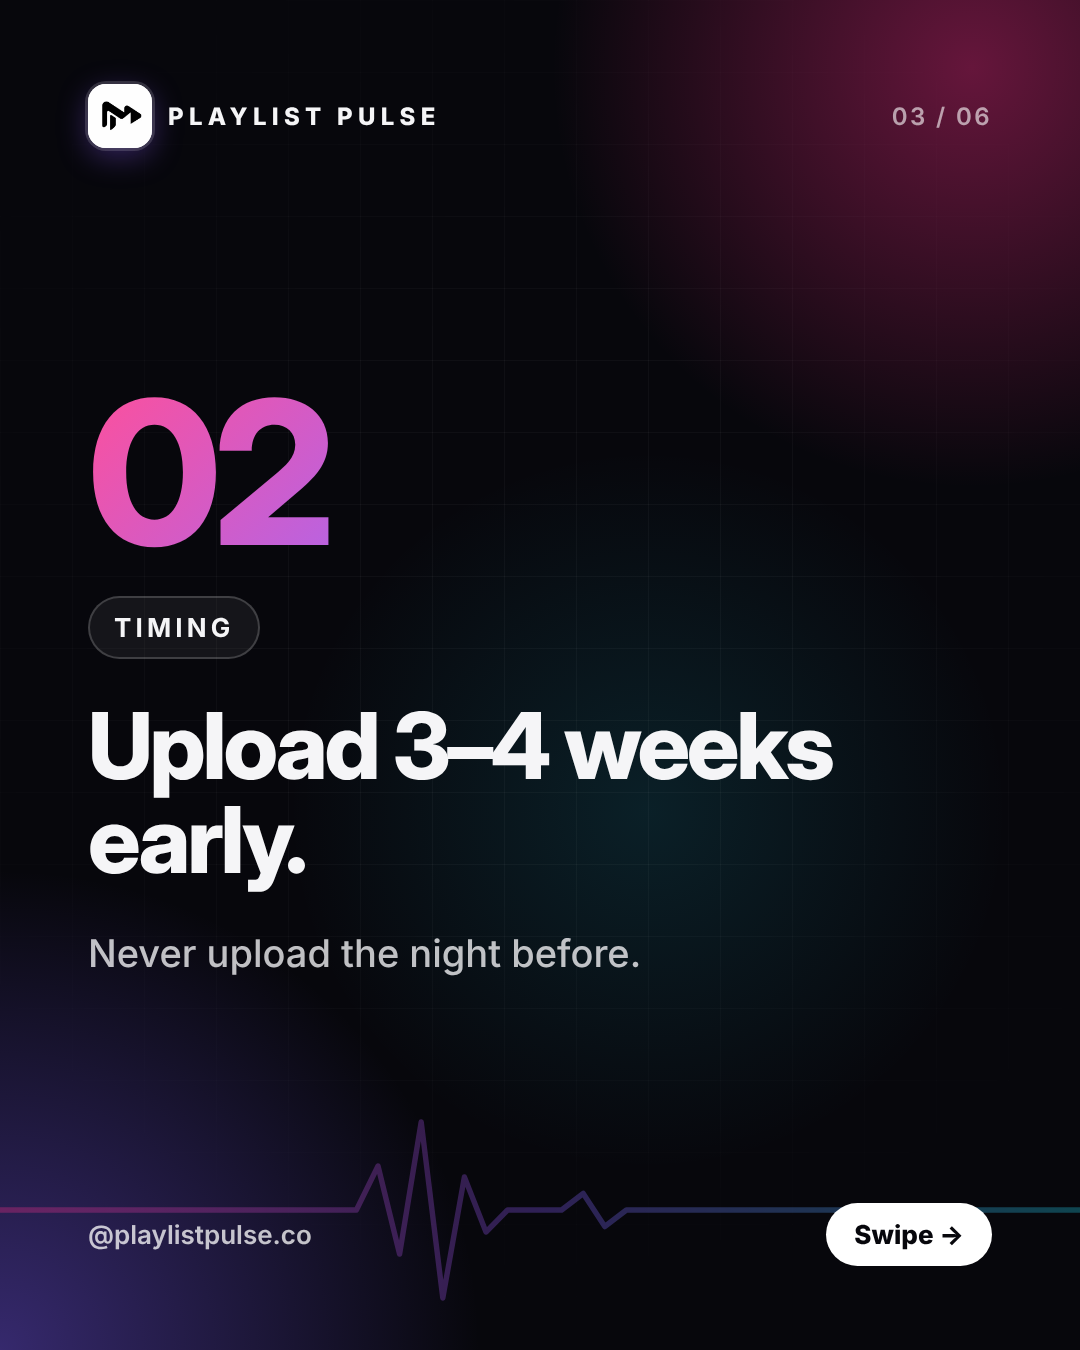 PLAYLIST PULSE
03 / 06
02
TIMING
Upload 3–4 weeks
early.
Never upload the night before.
@playlistpulse.co
Swipe →